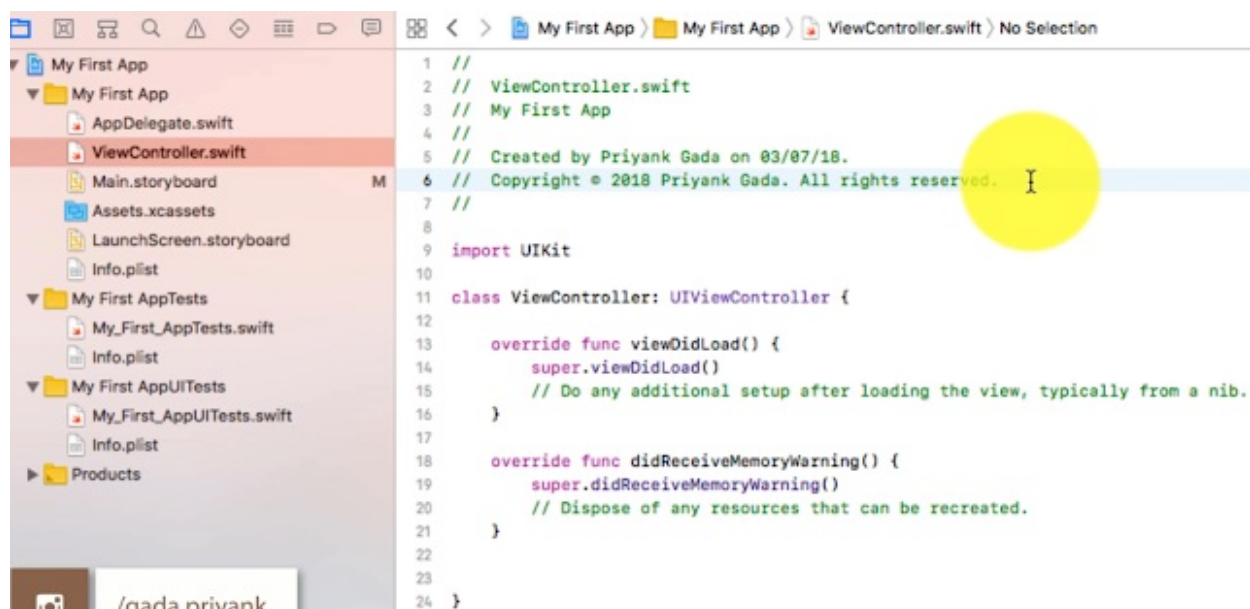 My First App 〉 My First App 〉 ViewController.swift 〉 No Selection
My First App
My First App
AppDelegate.swift
ViewController.swift
Main.storyboard M
Assets.xcassets
LaunchScreen.storyboard
Info.plist
My First AppTests
My_First_AppTests.swift
Info.plist
My First AppUITests
My_First_AppUITests.swift
Info.plist
Products
/gada.priyank
1 //
2 //  ViewController.swift
3 //  My First App
4 //
5 //  Created by Priyank Gada on 03/07/18.
6 //  Copyright © 2018 Priyank Gada. All rights reserved.
7 //
8
9 import UIKit
10
11 class ViewController: UIViewController {
12
13     override func viewDidLoad() {
14         super.viewDidLoad()
15         // Do any additional setup after loading the view, typically from a nib.
16     }
17
18     override func didReceiveMemoryWarning() {
19         super.didReceiveMemoryWarning()
20         // Dispose of any resources that can be recreated.
21     }
22
23
24 }